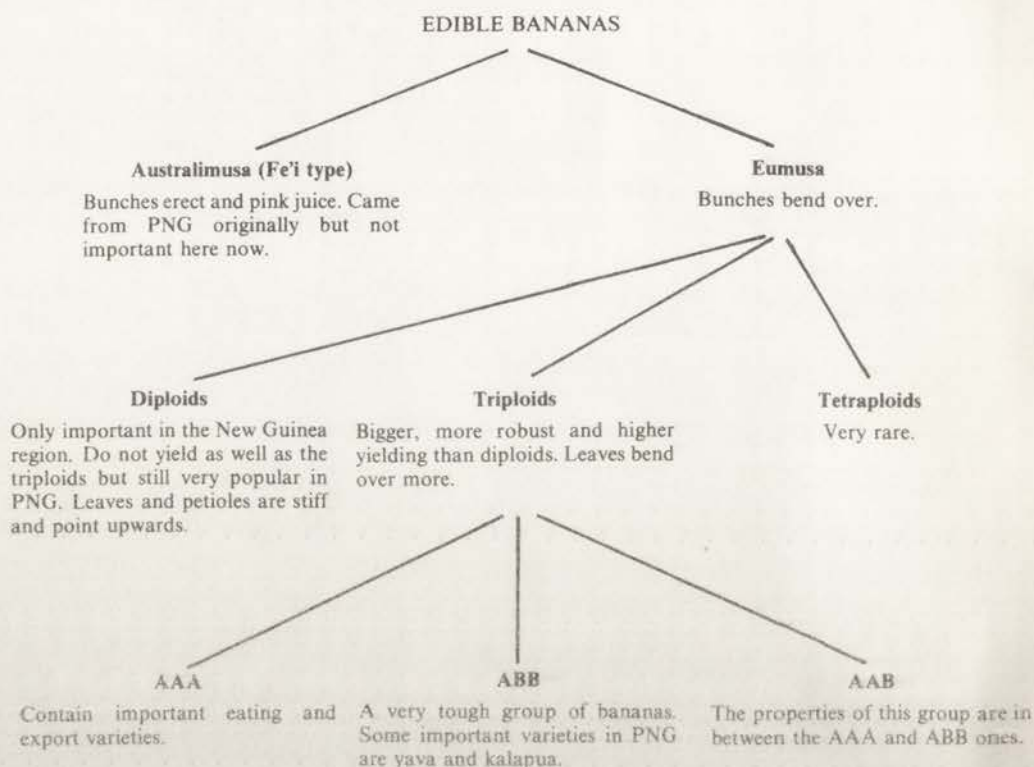 EDIBLE BANANAS
Australimusa (Fe'i type)
Bunches erect and pink juice. Came
from PNG originally but not
important here now.
Eumusa
Bunches bend over.
Diploids
Only important in the New Guinea
region. Do not yield as well as the
triploids but still very popular in
PNG. Leaves and petioles are stiff
and point upwards.
Triploids
Bigger, more robust and higher
yielding than diploids. Leaves bend
over more.
Tetraploids
Very rare.
AAA
Contain important eating and
export varieties.
ABB
A very tough group of bananas.
Some important varieties in PNG
are yava and kalapua.
AAB
The properties of this group are in
between the AAA and ABB ones.